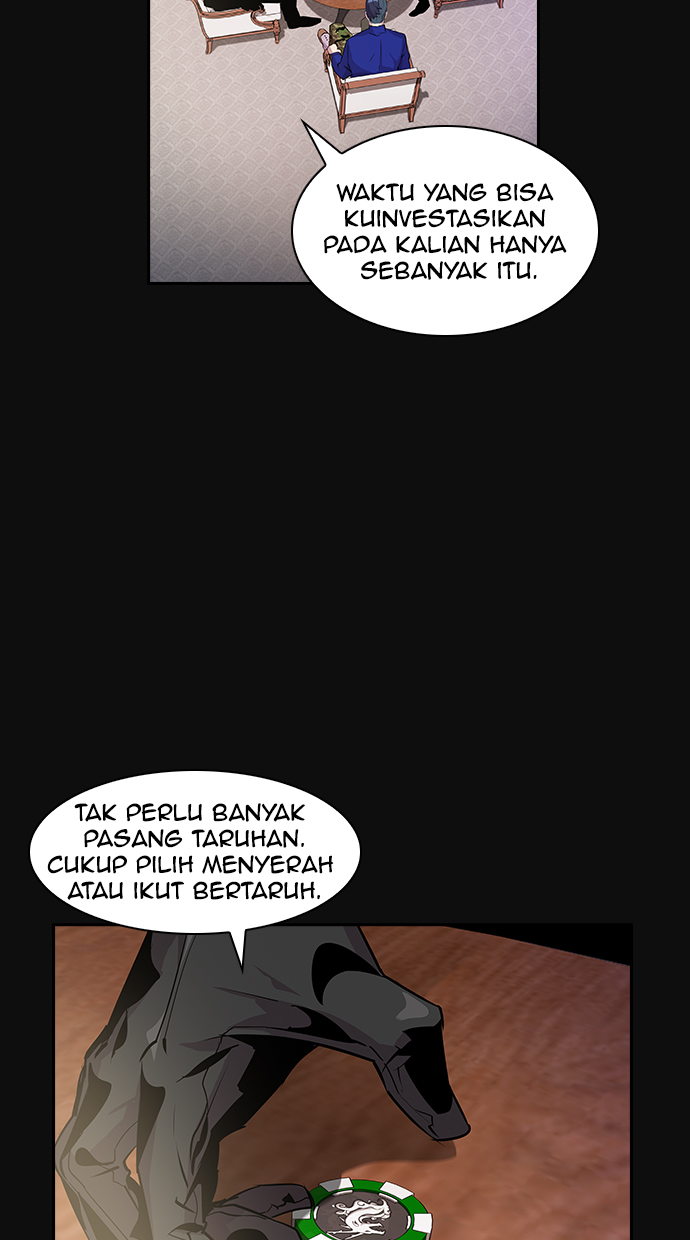 WAKTU YANG BISA
KUINVESTASIKAN
PADA KALIAN HANYA
SEBANYAK ITU.
TAK PERLU BANYAK
PASANG TARUHAN.
CUKUP PILIH MENYERAH
ATAU IKUT BERTARUH.